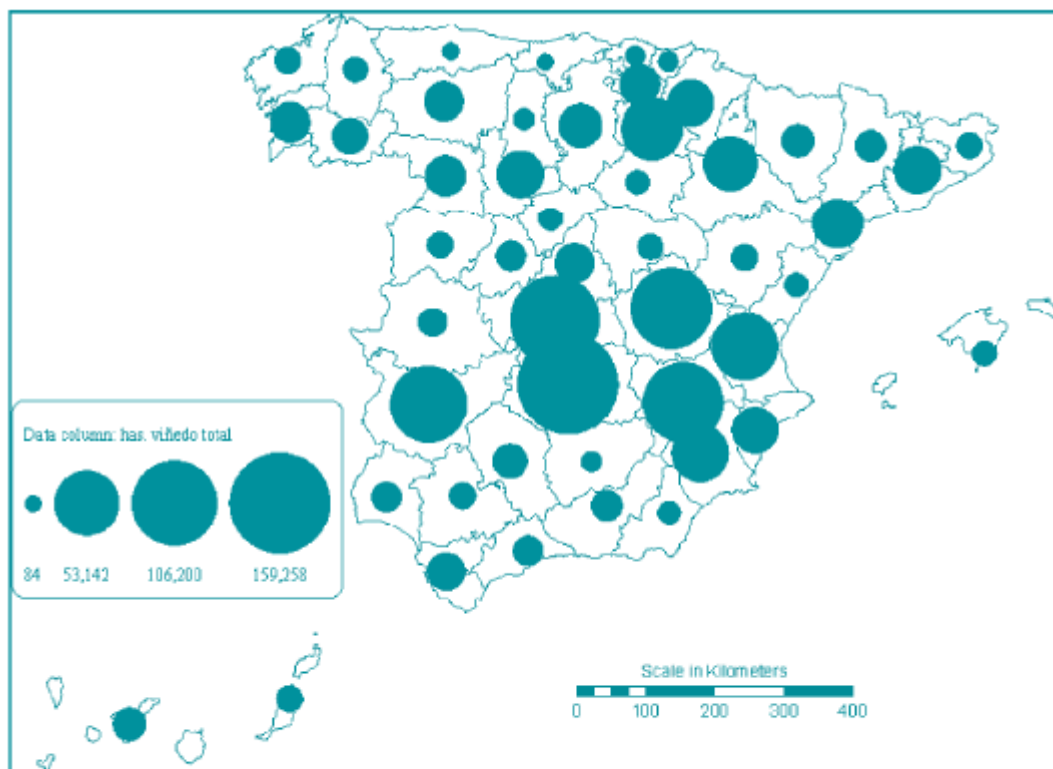 Data column: has. viñedo total
84 53,142 106,200 159,258
Scale in Kilometers
0 100 200 300 400